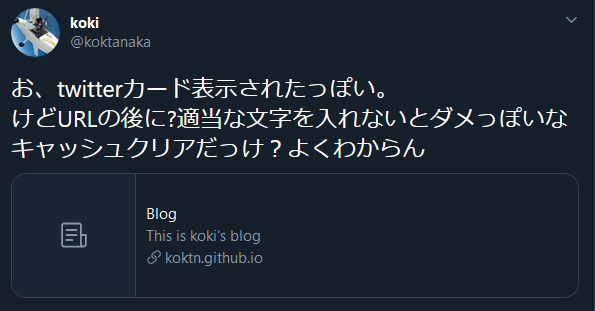 koki
@koktanaka
お、twitterカード表示されたっぽい。
けどURLの後に?適当な文字を入れないとダメっぽいな
キャッシュクリアだっけ？よくわからん
Blog
This is koki's blog
koktn.github.io